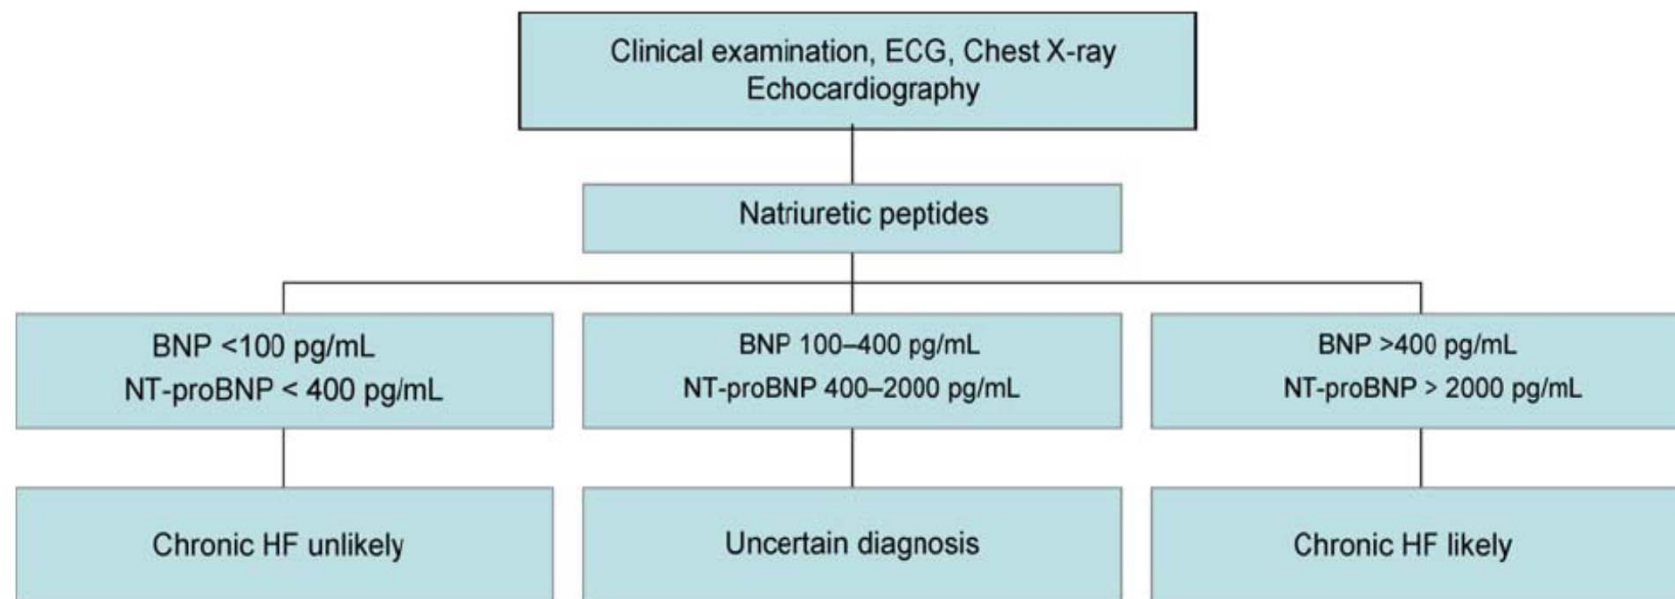 Clinical examination, ECG, Chest X-ray
Echocardiography
Natriuretic peptides
BNP <100 pg/mL
NT-proBNP < 400 pg/mL
BNP 100–400 pg/mL
NT-proBNP 400–2000 pg/mL
BNP >400 pg/mL
NT-proBNP > 2000 pg/mL
Chronic HF unlikely
Uncertain diagnosis
Chronic HF likely